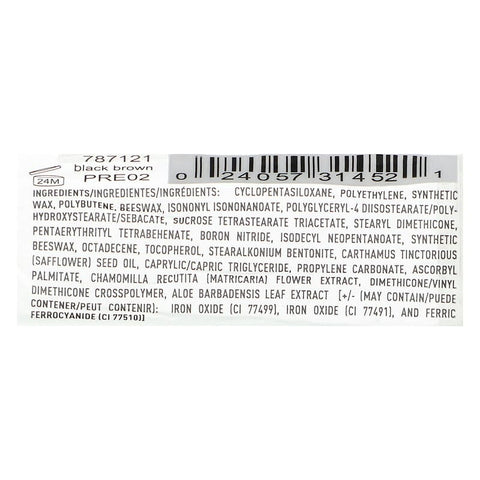 787121
black brown
PRE02
24M
0 24057 31452 1
INGREDIENTS/INGREDIENTES/INGRÉDIENTS: CYCLOPENTASILOXANE, POLYETHYLENE, SYNTHETIC
WAX, POLYBUTENE, BEESWAX, ISONONYL ISONONANOATE, POLYGLYCERYL-4 DIISOSTEARATE/POLY-
HYDROXYSTEARATE/SEBACATE, SUCROSE TETRASTEARATE TRIACETATE, STEARYL DIMETHICONE,
PENTAERYTHRITYL TETRABEHENATE, BORON NITRIDE, ISODECYL NEOPENTANOATE, SYNTHETIC
BEESWAX, OCTADECENE, TOCOPHEROL, STEARALKONIUM BENTONITE, CARTHAMUS TINCTORIOUS
(SAFFLOWER) SEED OIL, CAPRYLIC/CAPRIC TRIGLYCERIDE, PROPYLENE CARBONATE, ASCORBYL
PALMITATE, CHAMOMILLA RECUTITA (MATRICARIA) FLOWER EXTRACT, DIMETHICONE/VINYL
DIMETHICONE CROSSPOLYMER, ALOE BARBADENSIS LEAF EXTRACT [+/- (MAY CONTAIN/PUEDE
CONTENER/PEUT CONTENIR): IRON OXIDE (CI 77499), IRON OXIDE (CI 77491), AND FERRIC
FERROCYANIDE (CI 77510)]